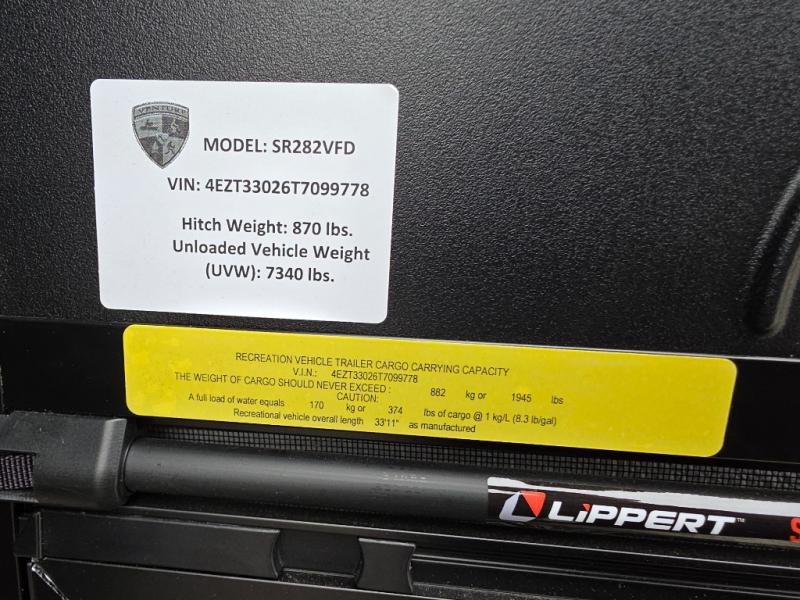 VENTURE
MODEL: SR282VFD
VIN: 4EZT33026T7099778
Hitch Weight: 870 lbs.
Unloaded Vehicle Weight
(UVW): 7340 lbs.
RECREATION VEHICLE TRAILER CARGO CARRYING CAPACITY
V.I.N.: 4EZT33026T7099778
THE WEIGHT OF CARGO SHOULD NEVER EXCEED : 882 kg or 1945 lbs
CAUTION:
A full load of water equals 170 kg or 374 lbs of cargo @ 1 kg/L (8.3 lb/gal)
Recreational vehicle overall length 33'11" as manufactured
LIPPERT™ S